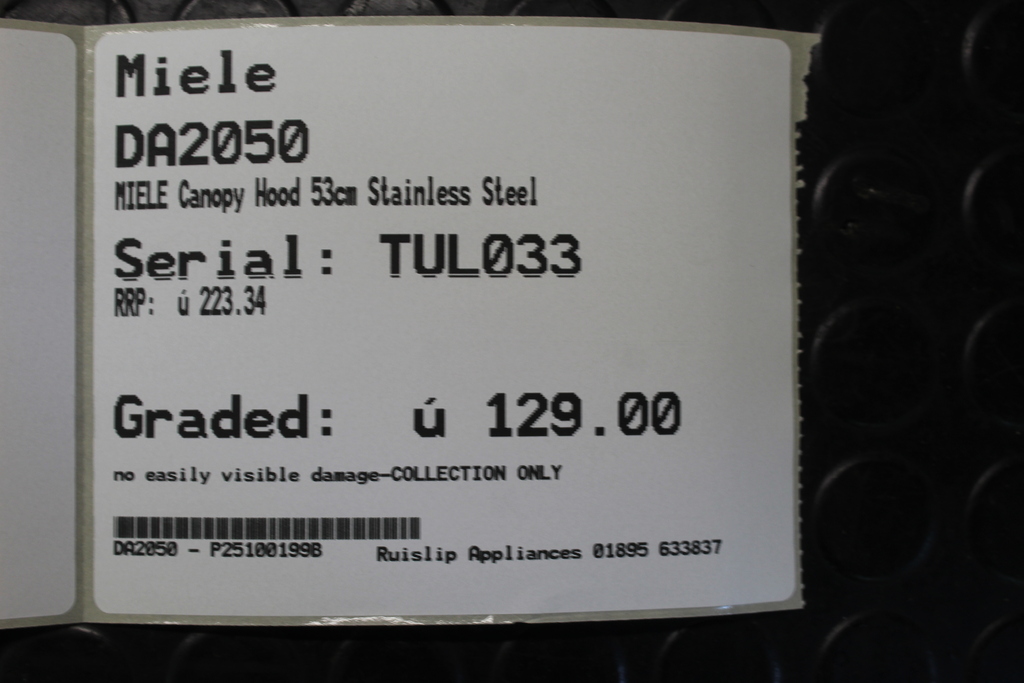 Miele
DA2050
MIELE Canopy Hood 53cm Stainless Steel
Serial: TUL033
RRP: ú 223.34
Graded: ú 129.00
no easily visible damage-COLLECTION ONLY
DA2050 - P25100199B
Ruislip Appliances 01895 633837